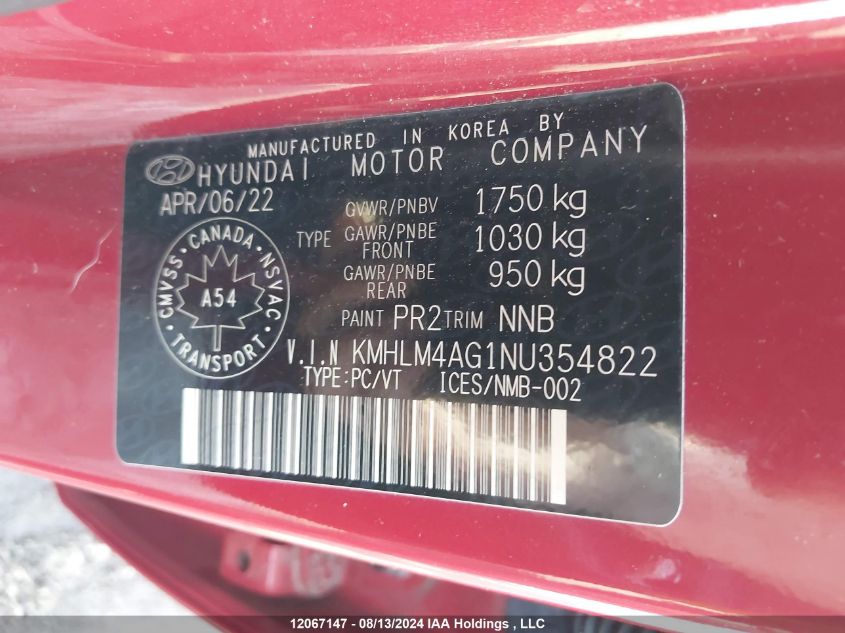 MANUFACTURED IN KOREA BY
HYUNDAI MOTOR COMPANY
APR/06/22
GVWR/PNBV 1750 kg
TYPE GAWR/PNBE FRONT 1030 kg
GAWR/PNBE REAR 950 kg
CANADA
CMVSS NSVAC
A54
TRANSPORT
PAINT PR2 TRIM NNB
V.I.N KMHLM4AG1NU354822
TYPE:PC/VT ICES/NMB-002
12067147 - 08/13/2024 IAA Holdings , LLC